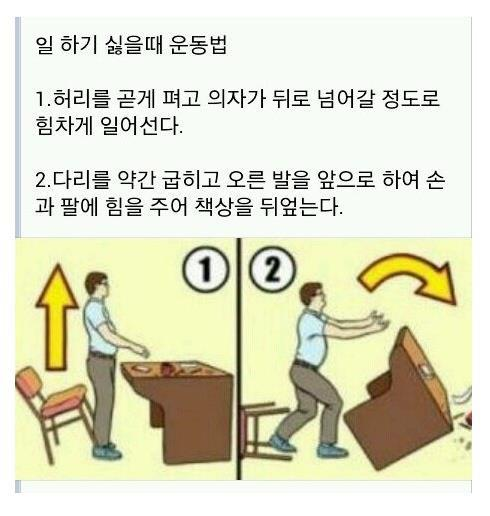 일 하기 싫을때 운동법
1.허리를 곧게 펴고 의자가 뒤로 넘어갈 정도로
힘차게 일어선다.
2.다리를 약간 굽히고 오른 발을 앞으로 하여 손
과 팔에 힘을 주어 책상을 뒤엎는다.
1 2